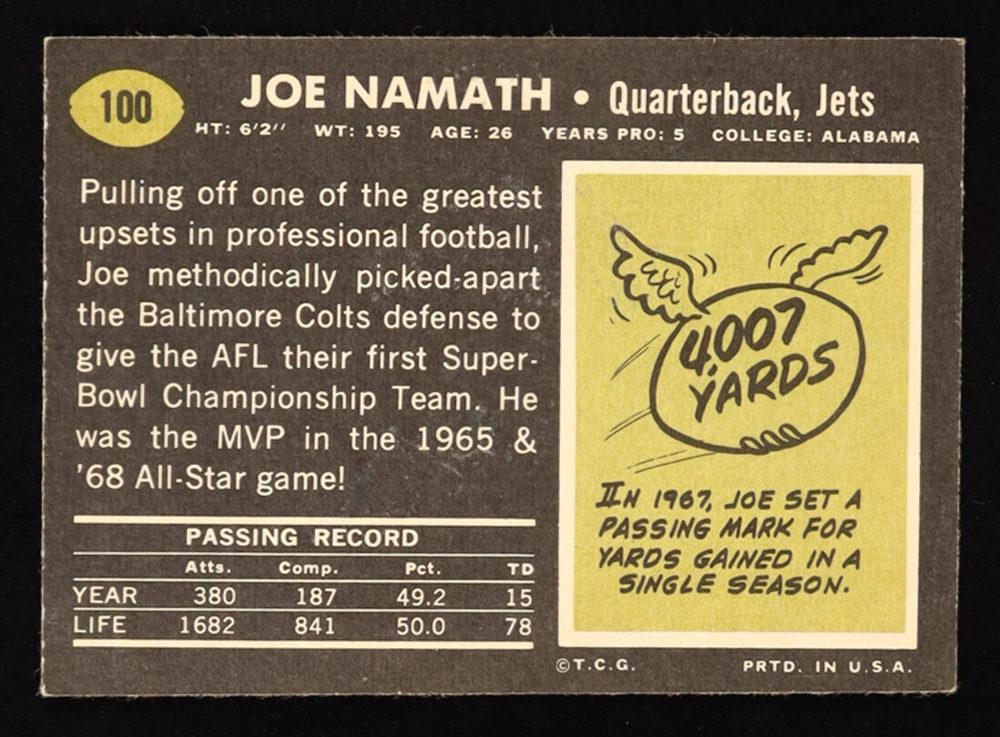 100
JOE NAMATH • Quarterback, Jets
HT: 6'2" WT: 195 AGE: 26 YEARS PRO: 5 COLLEGE: ALABAMA
Pulling off one of the greatest
upsets in professional football,
Joe methodically picked-apart
the Baltimore Colts defense to
give the AFL their first Super-
Bowl Championship Team. He
was the MVP in the 1965 &
'68 All-Star game!
PASSING RECORD
Atts. Comp. Pct. TD
YEAR 380 187 49.2 15
LIFE 1682 841 50.0 78
4,007
YARDS
IN 1967, JOE SET A
PASSING MARK FOR
YARDS GAINED IN A
SINGLE SEASON.
©T.C.G. PRTD. IN U.S.A.